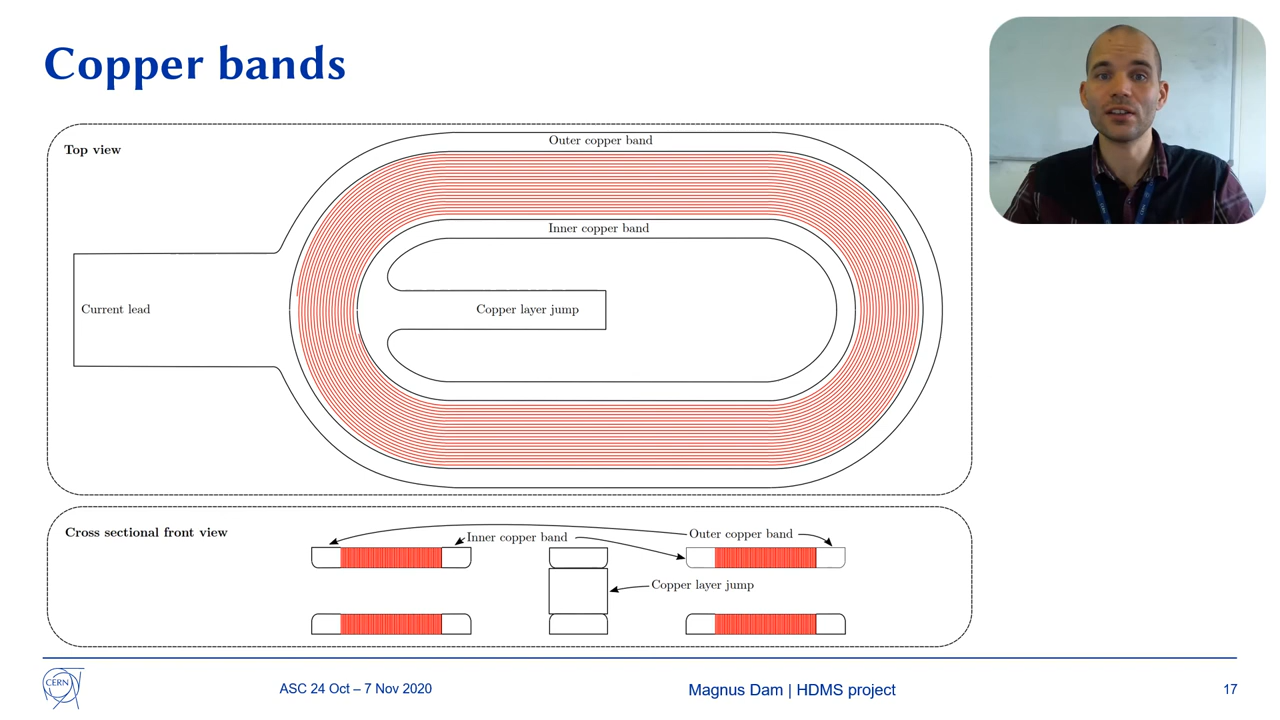 Copper bands
Top view
Outer copper band
Inner copper band
Current lead
Copper layer jump
Cross sectional front view
Inner copper band
Outer copper band
Copper layer jump
CERN
ASC 24 Oct – 7 Nov 2020
Magnus Dam | HDMS project
17